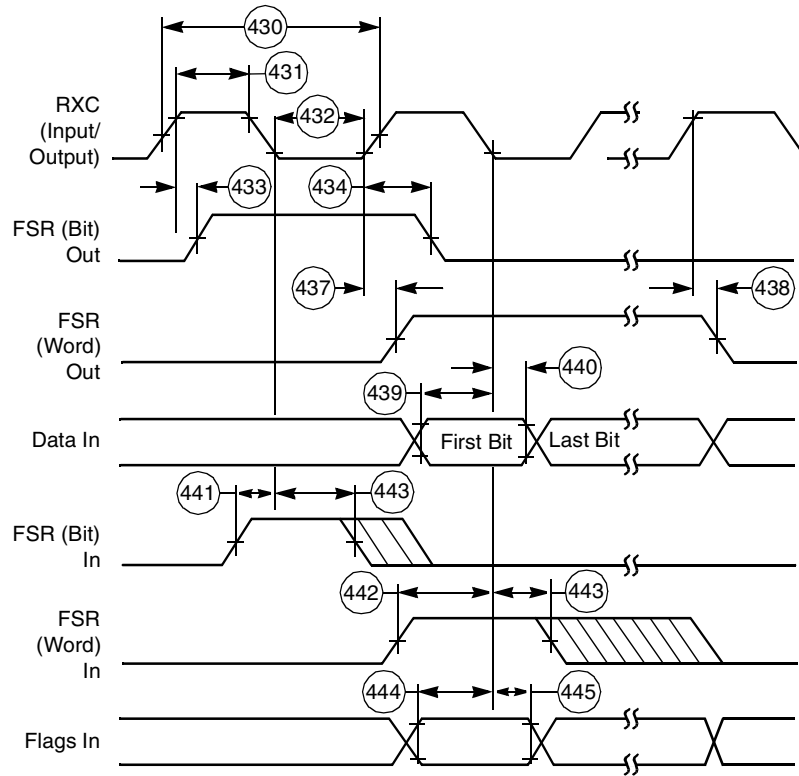 430
431
RXC
(Input/
Output)
432
433
434
FSR (Bit)
Out
437
438
FSR
(Word)
Out
439
440
Data In
First Bit
Last Bit
441
443
FSR (Bit)
In
442
443
FSR
(Word)
In
444
445
Flags In